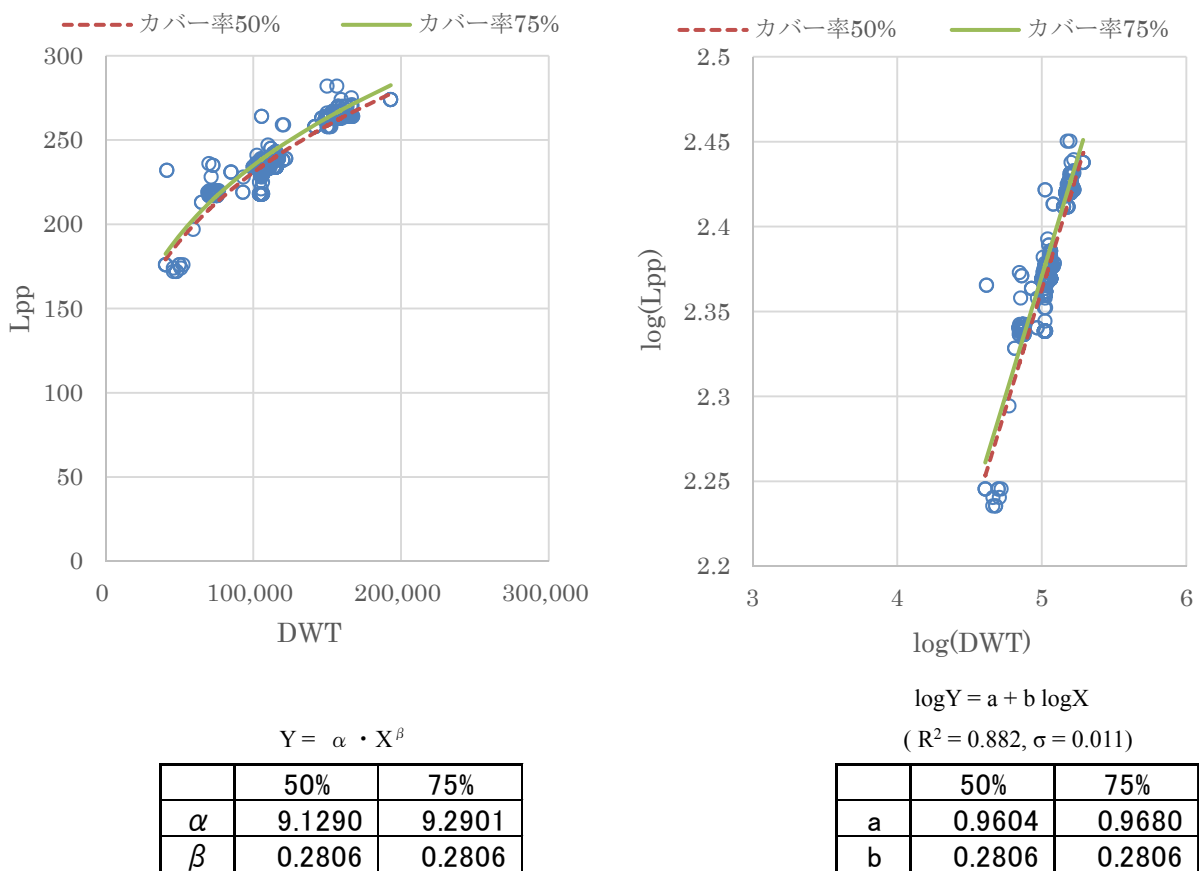 カバー率50% カバー率75%
300
250
200
150
100
50
0
Lpp
0 100,000 200,000 300,000
DWT
カバー率50% カバー率75%
2.5
2.45
2.4
2.35
2.3
2.25
2.2
log(Lpp)
3 4 5 6
log(DWT)
Y = α・X^β
50% 75%
α 9.1290 9.2901
β 0.2806 0.2806
logY = a + b logX
( R² = 0.882, σ = 0.011)
50% 75%
a 0.9604 0.9680
b 0.2806 0.2806